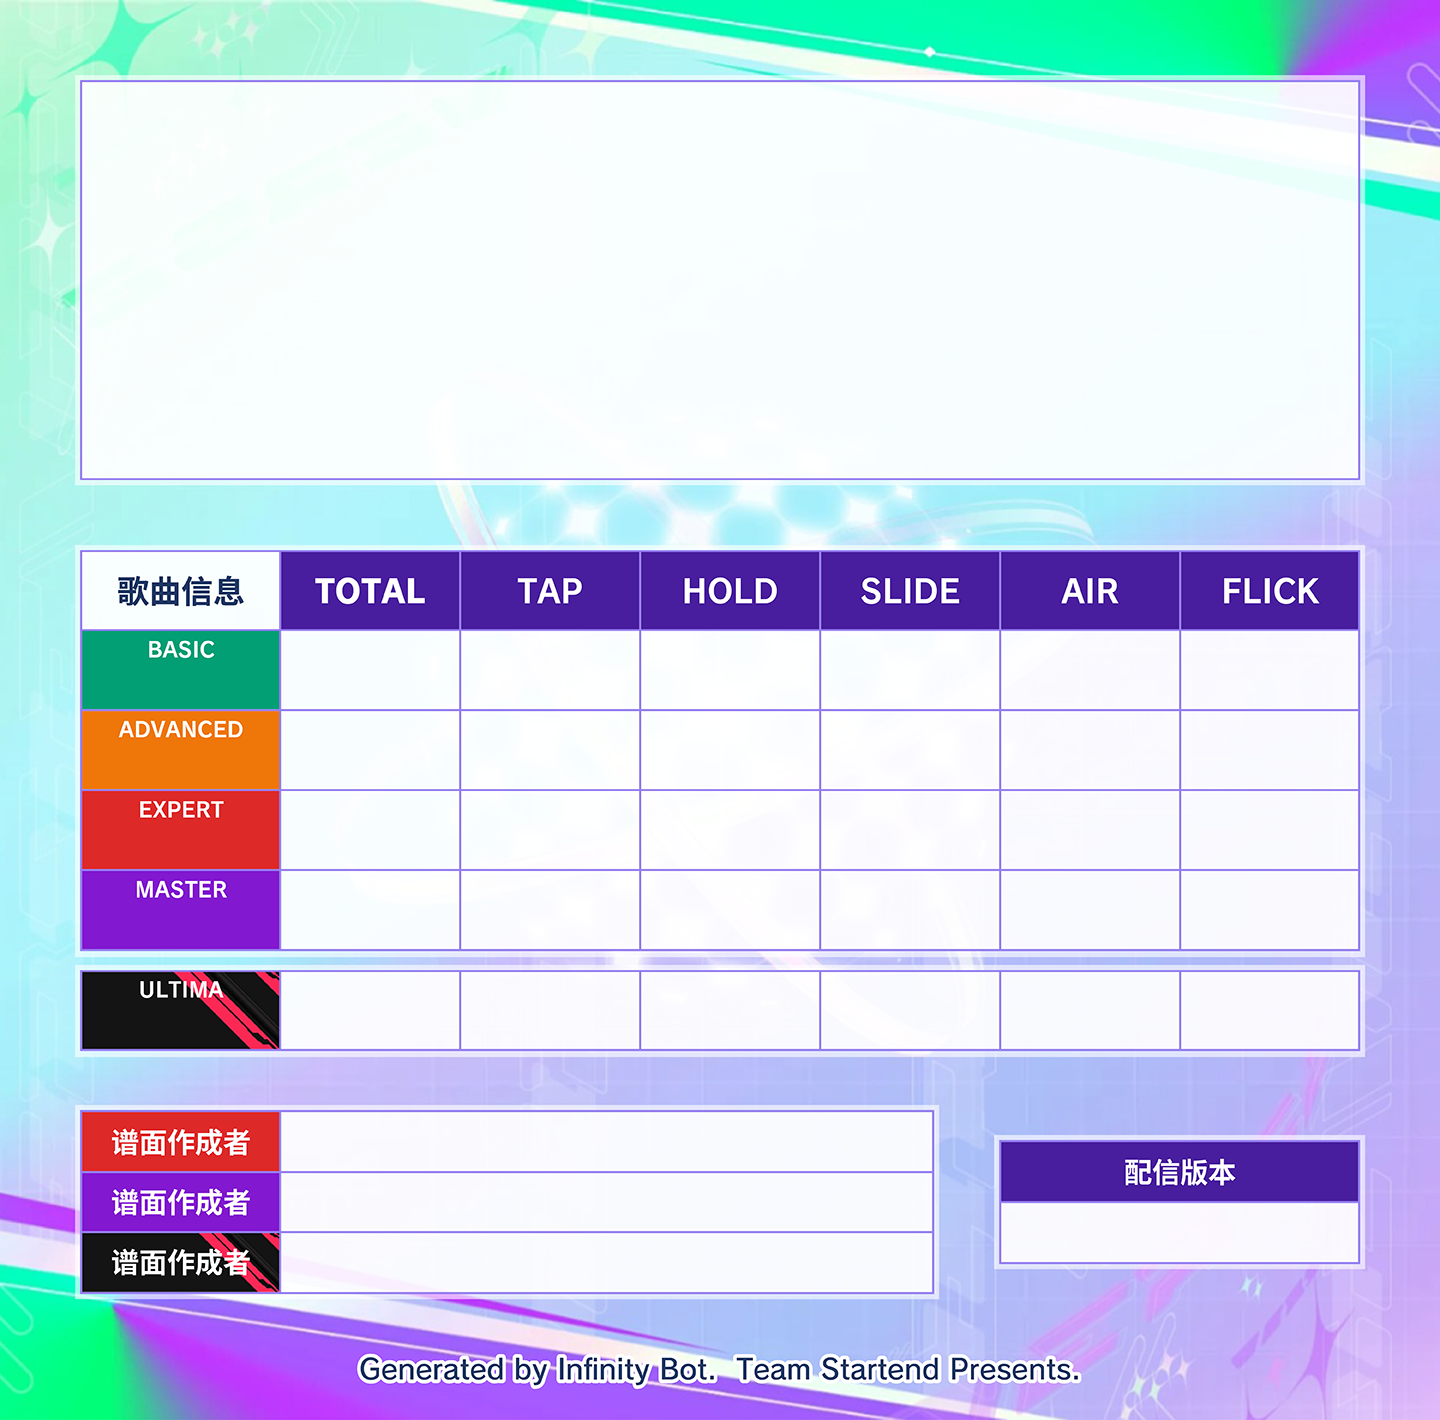 歌曲信息 TOTAL TAP HOLD SLIDE AIR FLICK
BASIC
ADVANCED
EXPERT
MASTER
ULTIMA
谱面作成者
谱面作成者
谱面作成者
配信版本
Generated by Infinity Bot. Team Startend Presents.